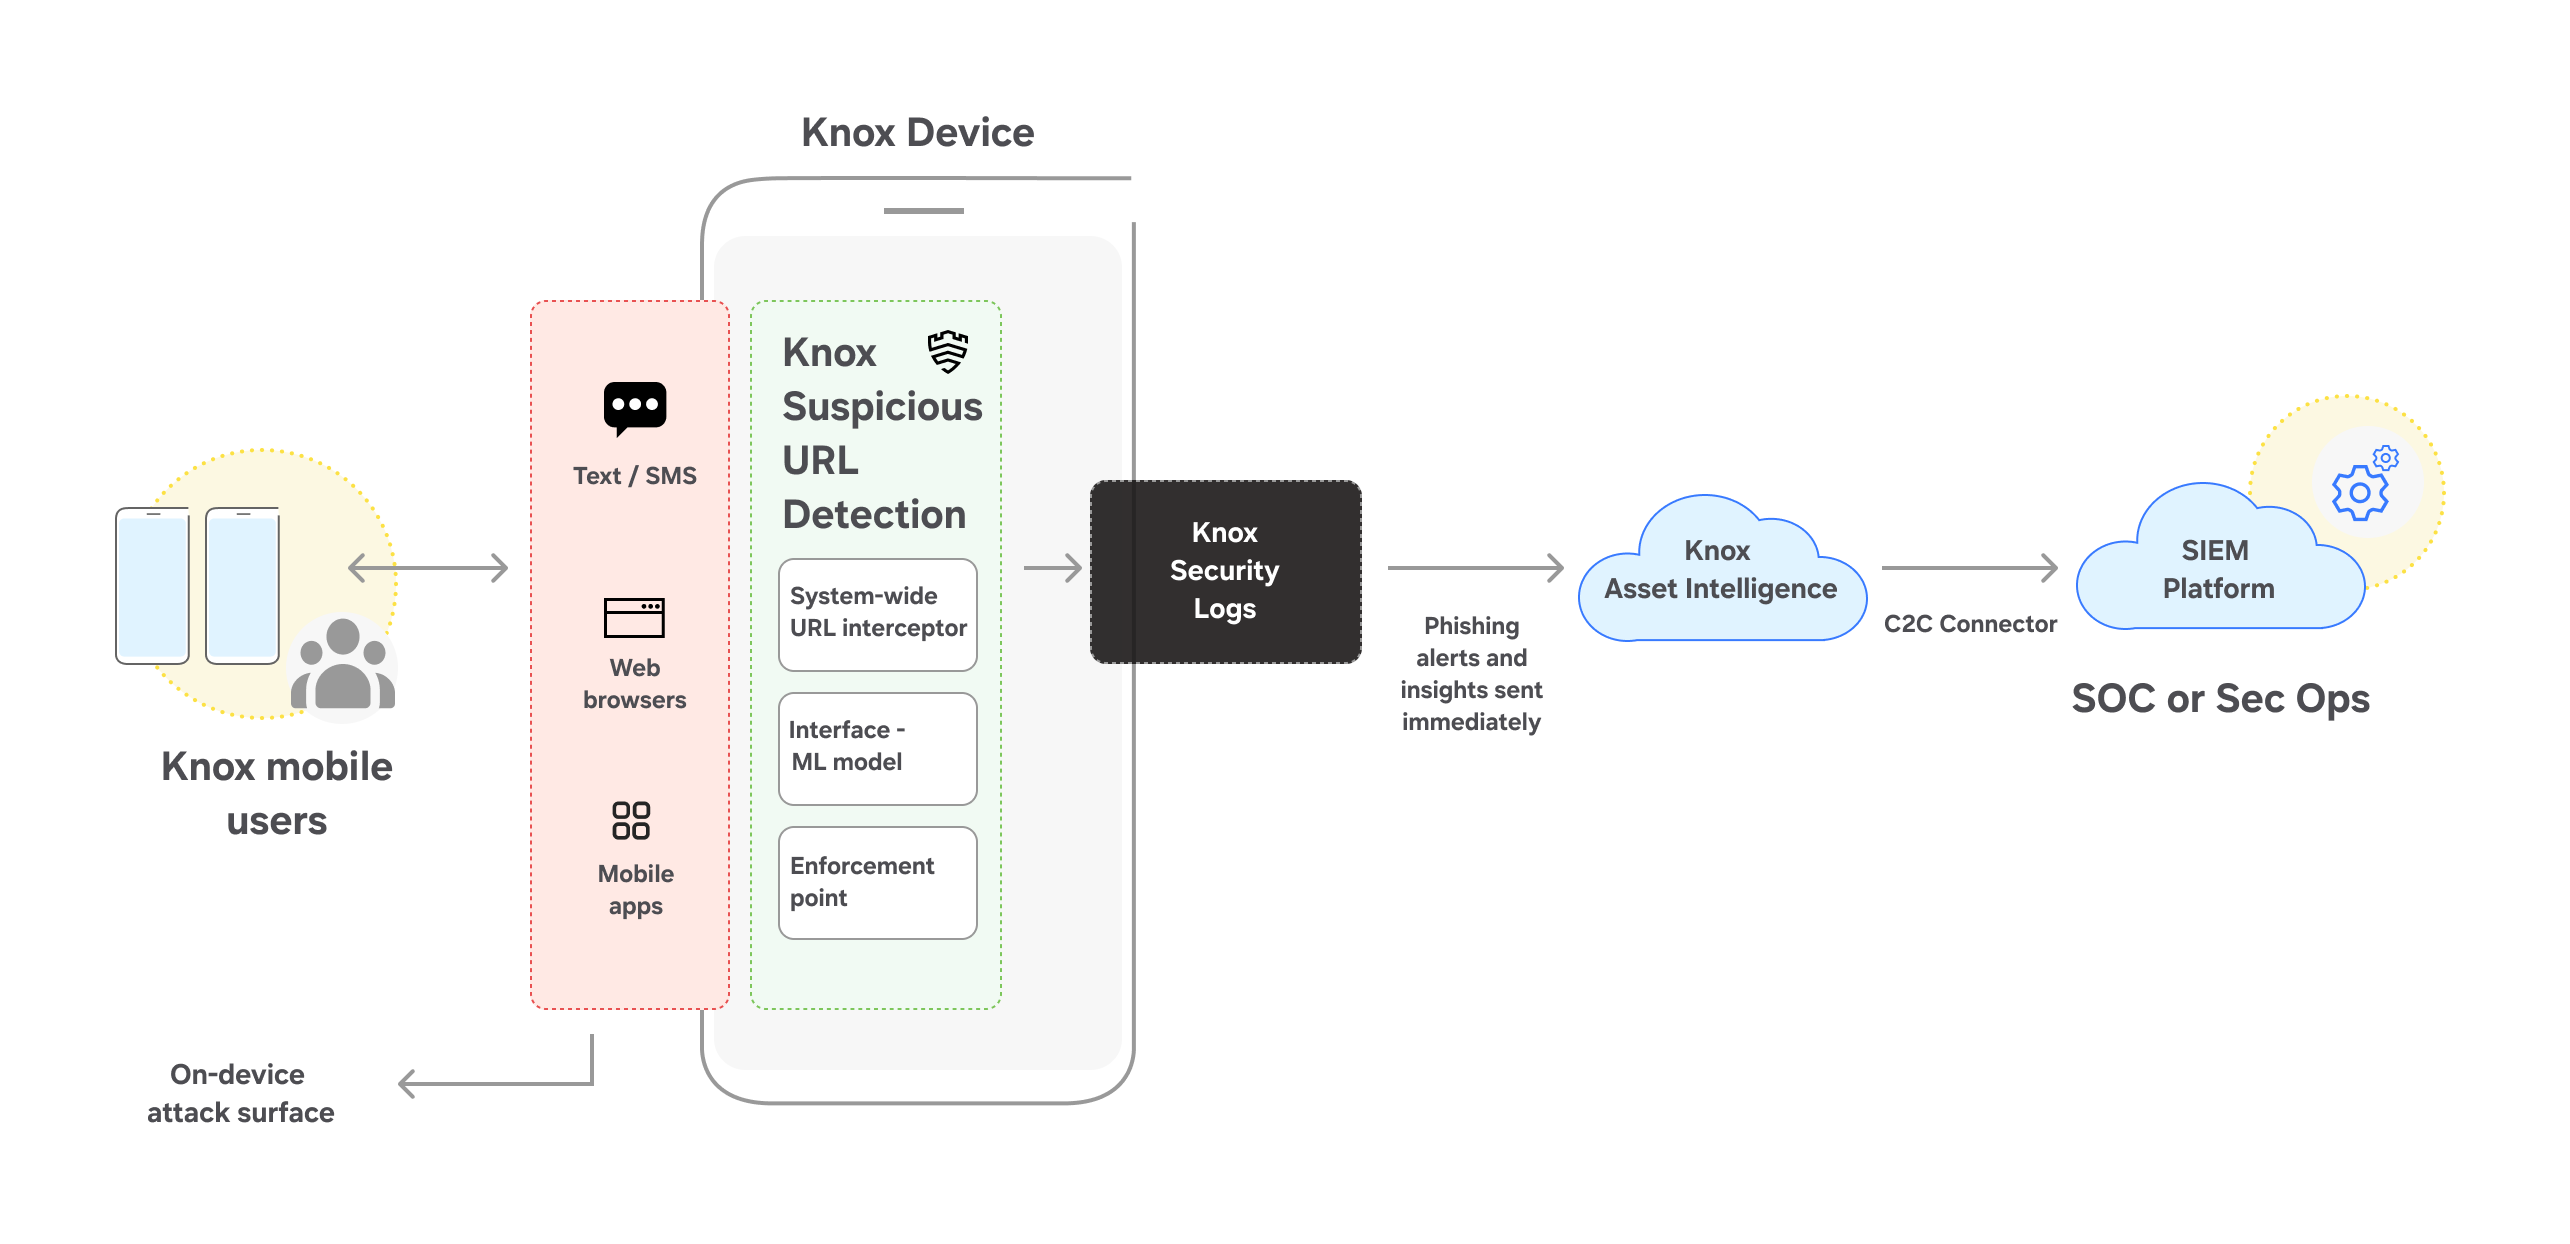 Knox Device
Knox
Suspicious
URL
Detection
Text / SMS
Web
browsers
Mobile
apps
System-wide
URL interceptor
Interface -
ML model
Enforcement
point
Knox
Security
Logs
Phishing
alerts and
insights sent
immediately
Knox
Asset Intelligence
C2C Connector
SIEM
Platform
SOC or Sec Ops
Knox mobile
users
On-device
attack surface